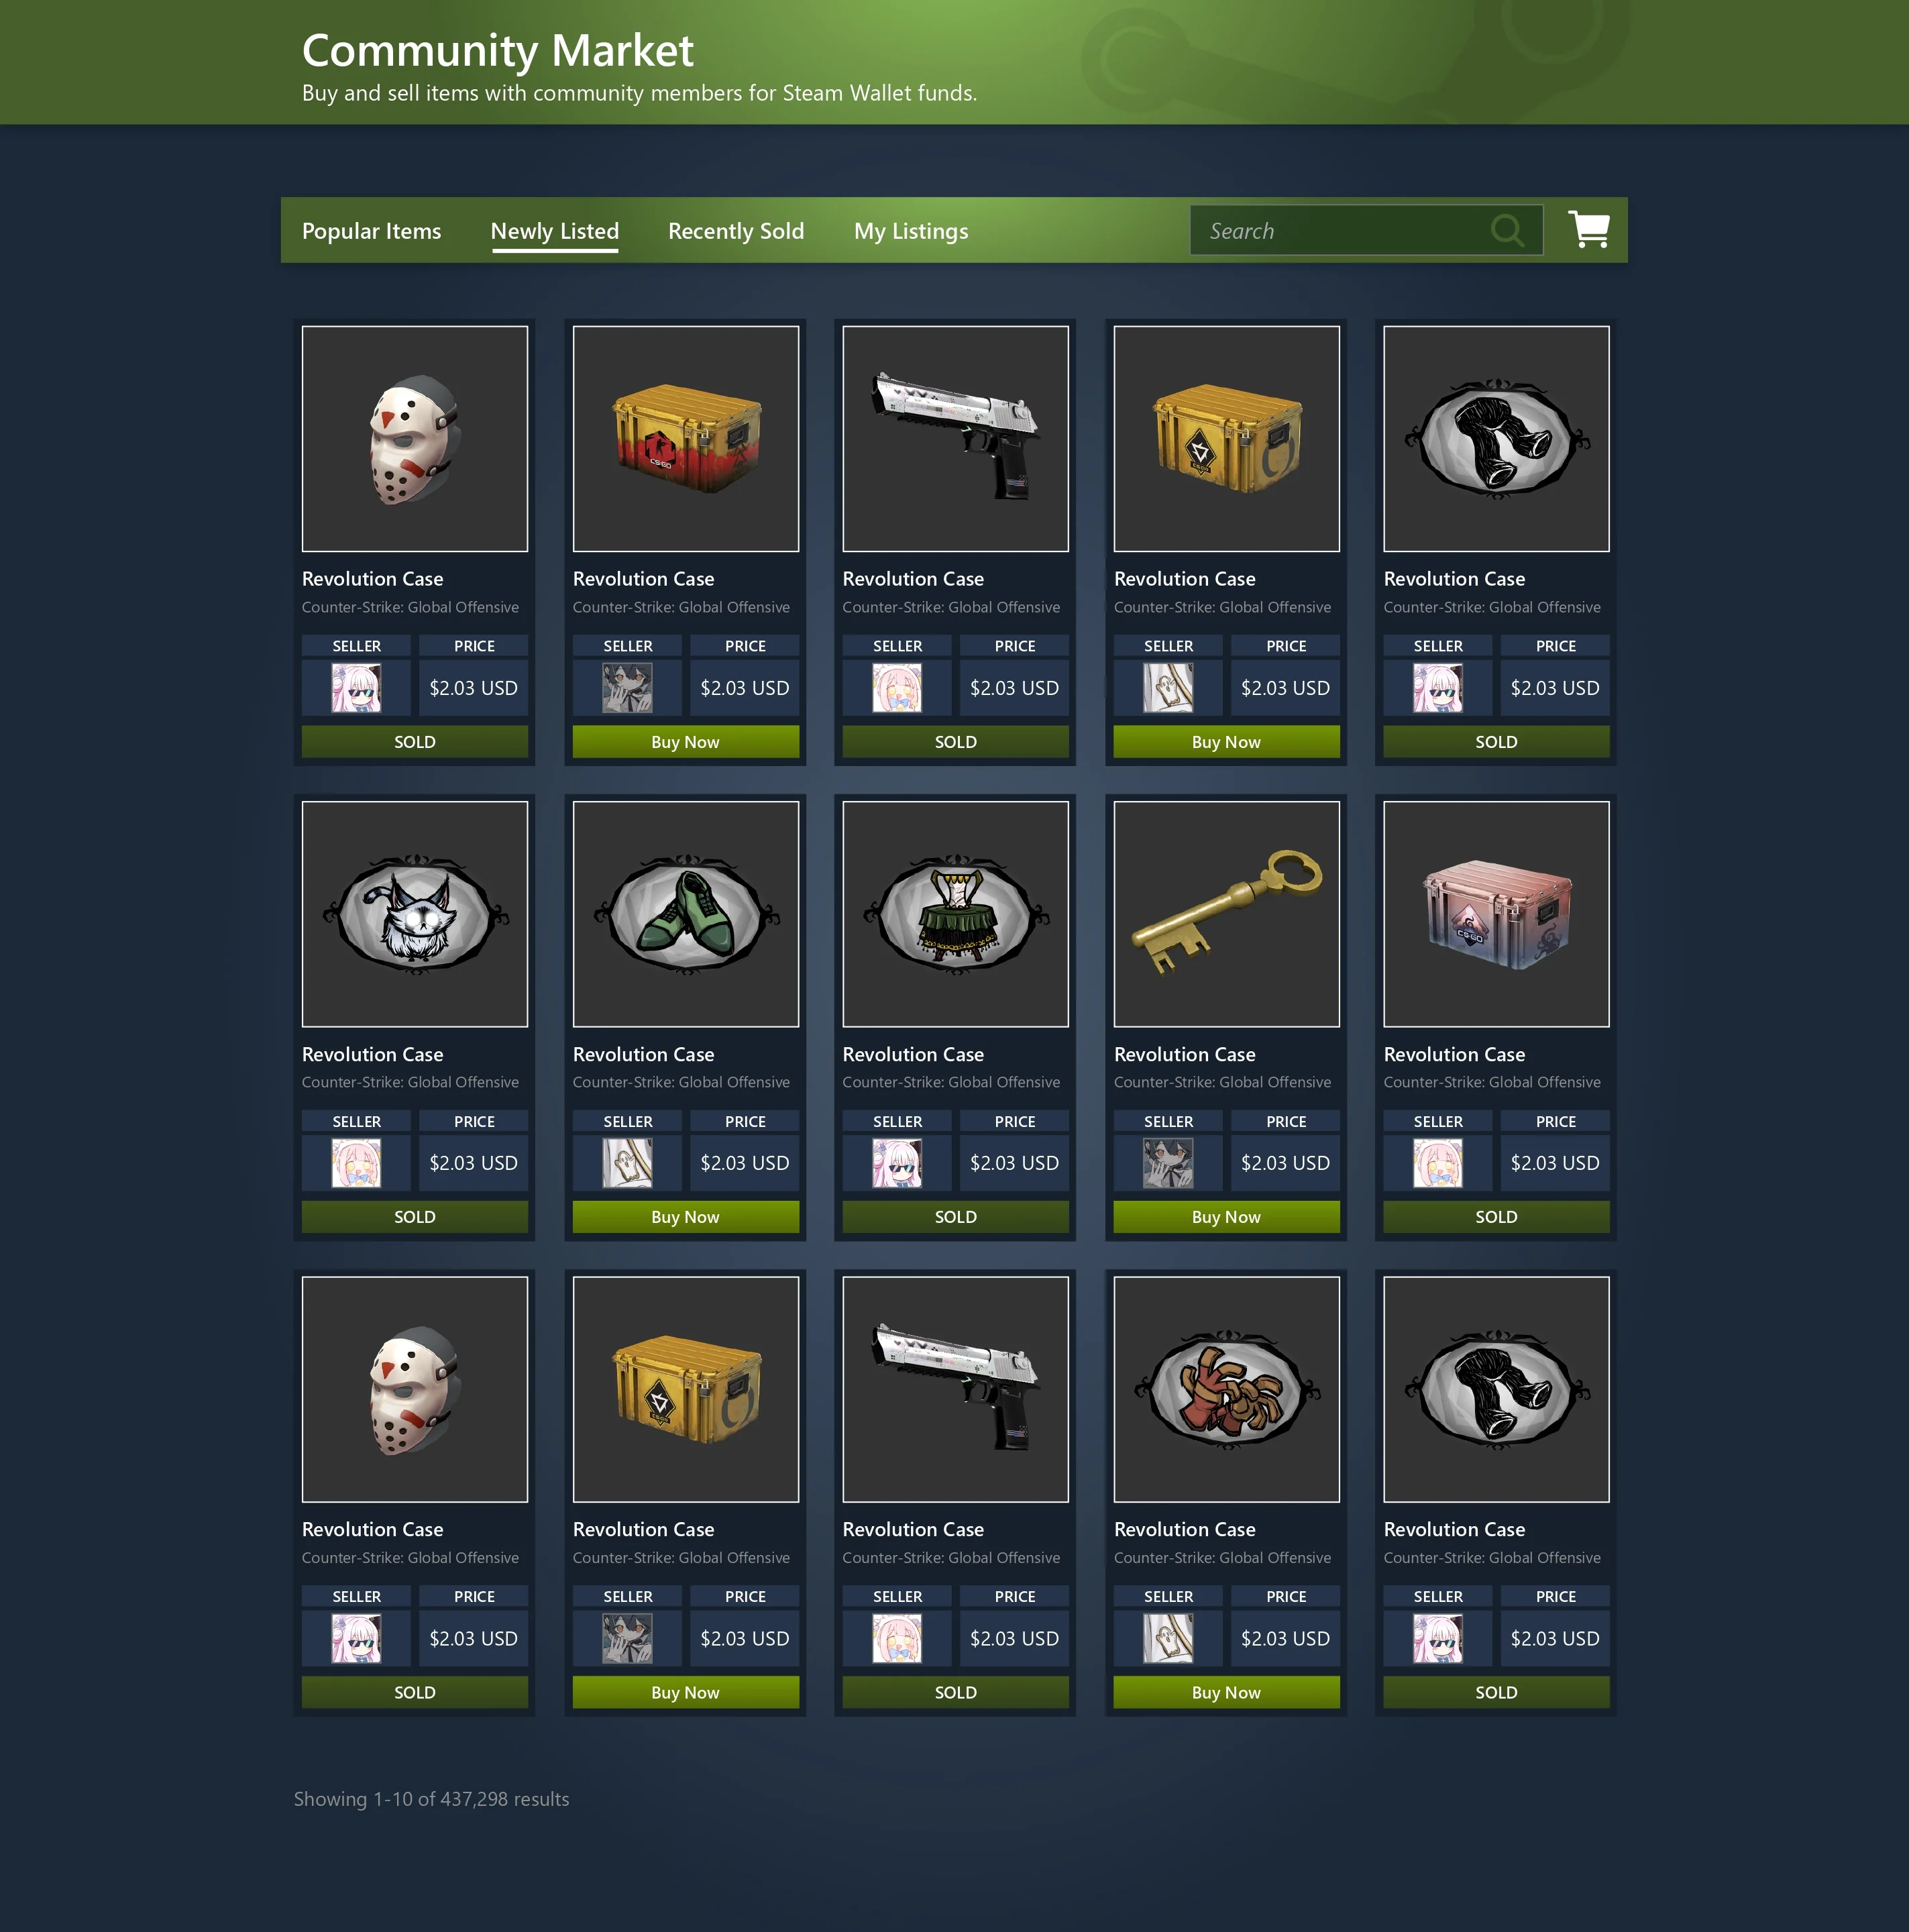 Community Market
Buy and sell items with community members for Steam Wallet funds.
Popular Items Newly Listed Recently Sold My Listings Search
CS:GO
CS:GO
Revolution Case Revolution Case Revolution Case Revolution Case Revolution Case
Counter-Strike: Global Offensive Counter-Strike: Global Offensive Counter-Strike: Global Offensive Counter-Strike: Global Offensive Counter-Strike: Global Offensive
SELLER PRICE SELLER PRICE SELLER PRICE SELLER PRICE SELLER PRICE
$2.03 USD $2.03 USD $2.03 USD $2.03 USD $2.03 USD
SOLD Buy Now SOLD Buy Now SOLD
CS:GO
Revolution Case Revolution Case Revolution Case Revolution Case Revolution Case
Counter-Strike: Global Offensive Counter-Strike: Global Offensive Counter-Strike: Global Offensive Counter-Strike: Global Offensive Counter-Strike: Global Offensive
SELLER PRICE SELLER PRICE SELLER PRICE SELLER PRICE SELLER PRICE
$2.03 USD $2.03 USD $2.03 USD $2.03 USD $2.03 USD
SOLD Buy Now SOLD Buy Now SOLD
CS:GO
Revolution Case Revolution Case Revolution Case Revolution Case Revolution Case
Counter-Strike: Global Offensive Counter-Strike: Global Offensive Counter-Strike: Global Offensive Counter-Strike: Global Offensive Counter-Strike: Global Offensive
SELLER PRICE SELLER PRICE SELLER PRICE SELLER PRICE SELLER PRICE
$2.03 USD $2.03 USD $2.03 USD $2.03 USD $2.03 USD
SOLD Buy Now SOLD Buy Now SOLD
Showing 1-10 of 437,298 results